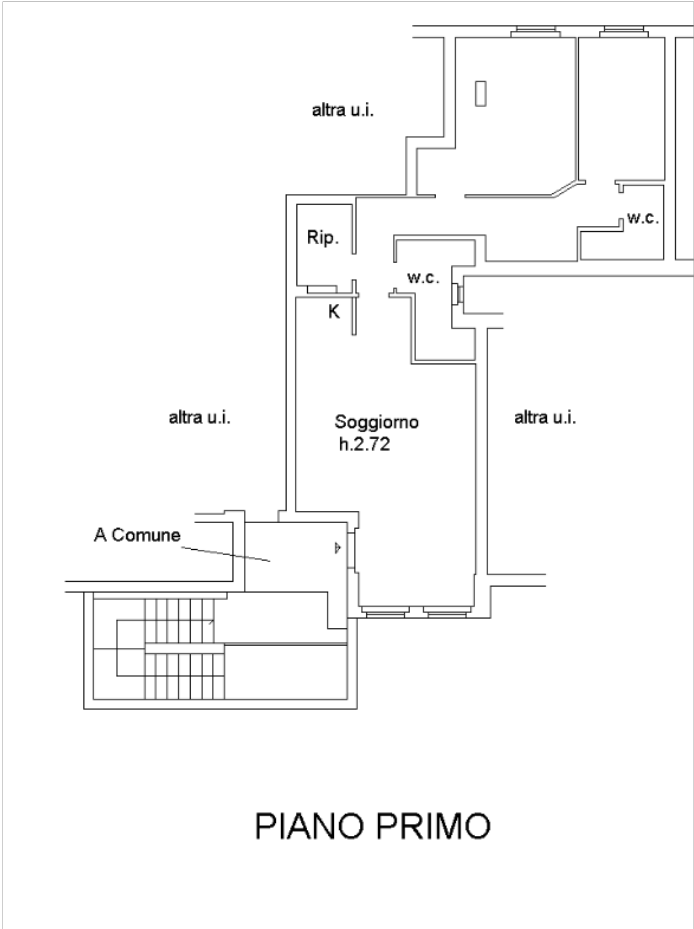 altra u.i.
w.c.
Rip.
w.c.
K
altra u.i.
Soggiorno
h.2.72
altra u.i.
A Comune
PIANO PRIMO